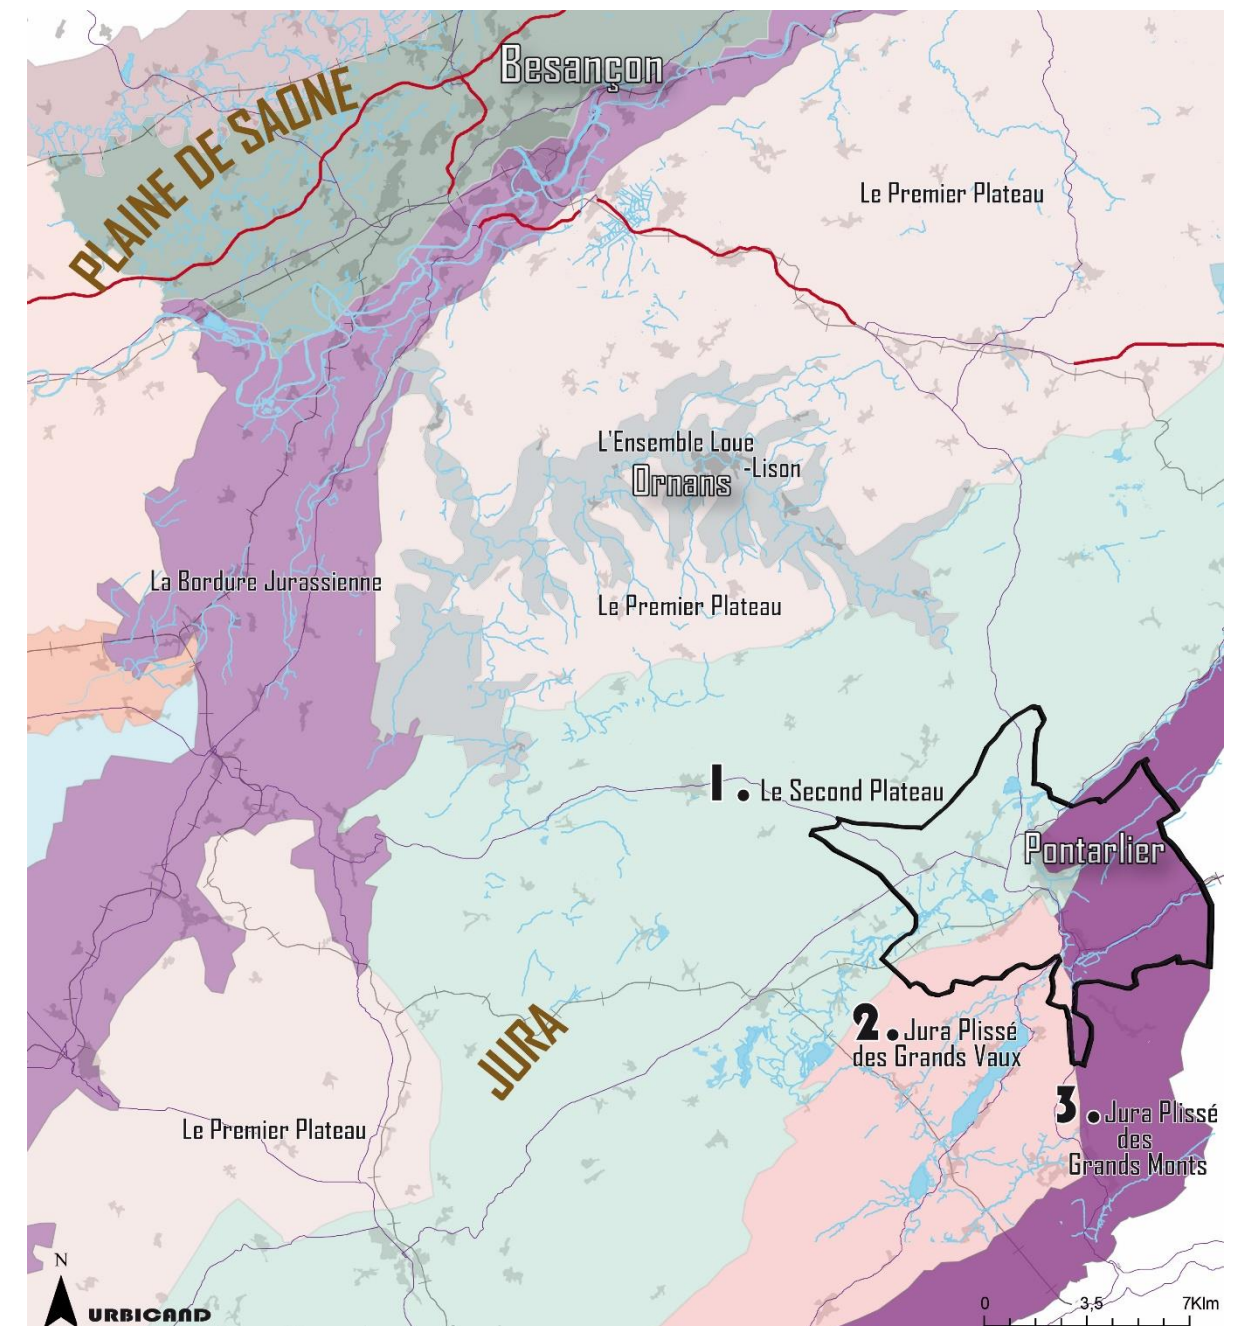 Besançon
PLAINE DE SAONE
Le Premier Plateau
L'Ensemble Loue
-Lison
Ornans
La Bordure Jurassienne
Le Premier Plateau
1. Le Second Plateau
Pontarlier
2. Jura Plissé
des Grands Vaux
JURA
3. Jura Plissé
des
Grands Monts
Le Premier Plateau
N
URBICAND
0 3,5 7Klm